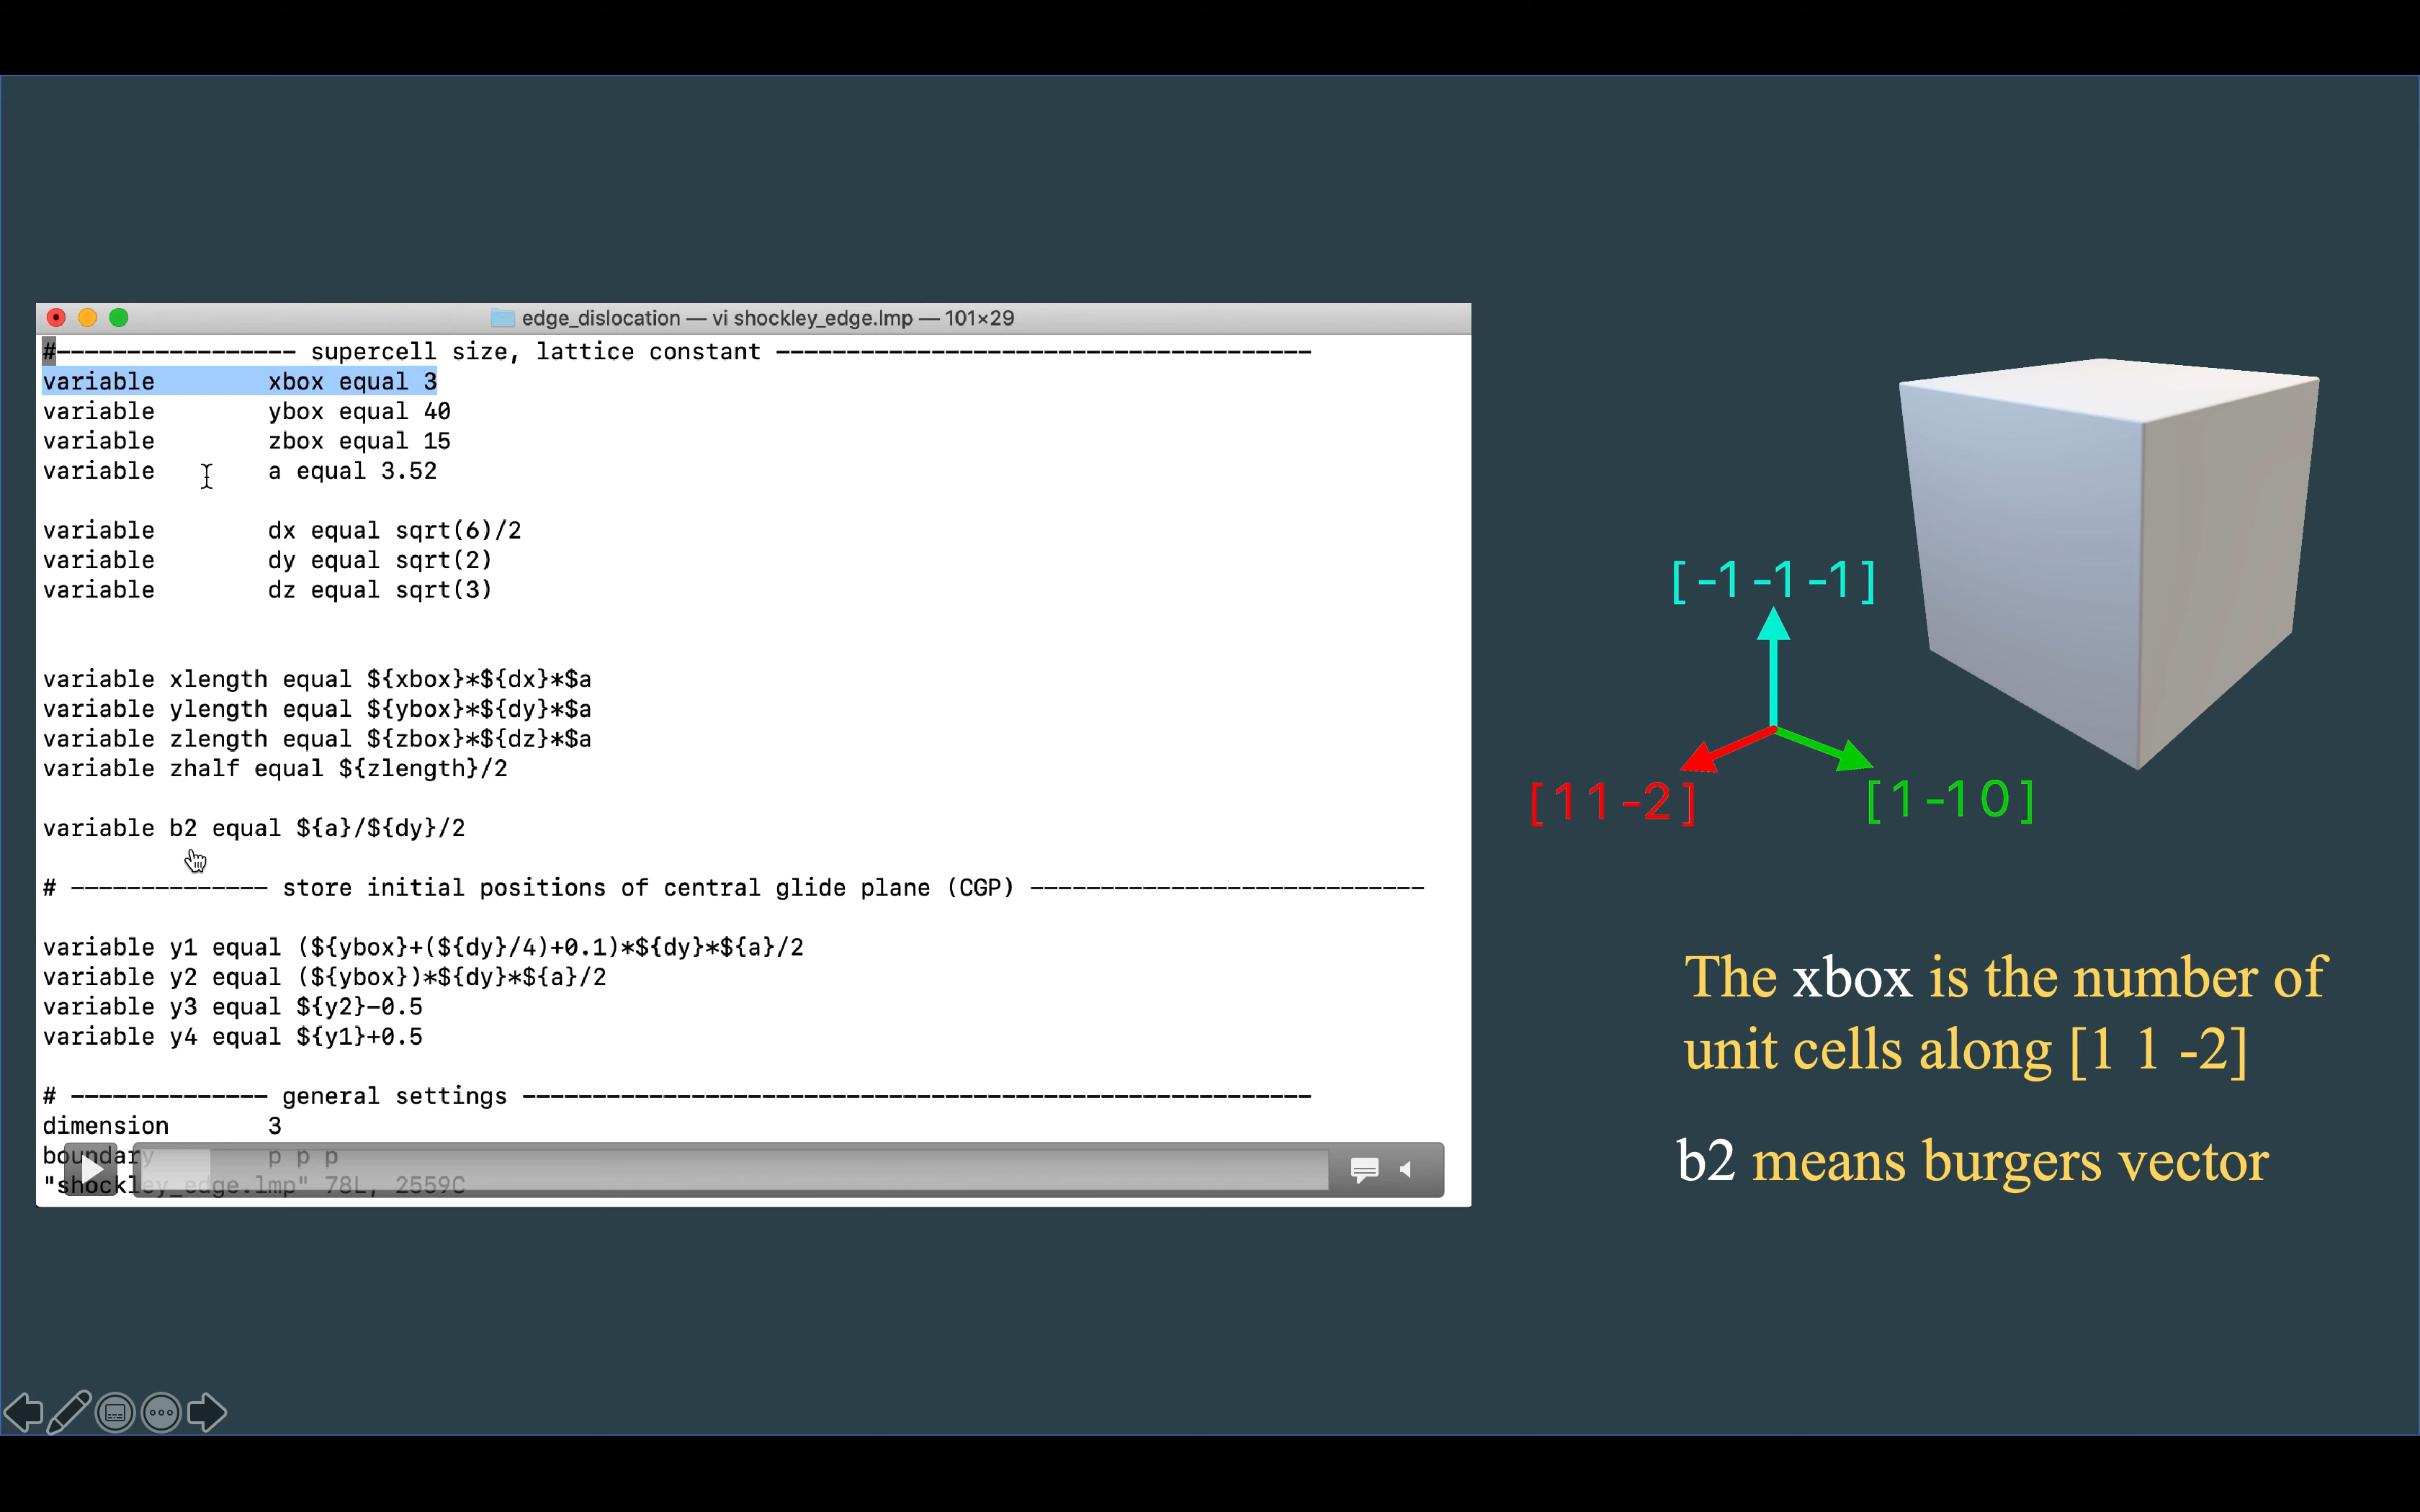 edge_dislocation — vi shockley_edge.lmp — 101×29
#----------------- supercell size, lattice constant --------------------------------------
variable        xbox equal 3
variable        ybox equal 40
variable        zbox equal 15
variable        a equal 3.52
variable        dx equal sqrt(6)/2
variable        dy equal sqrt(2)
variable        dz equal sqrt(3)
variable xlength equal ${xbox}*${dx}*$a
variable ylength equal ${ybox}*${dy}*$a
variable zlength equal ${zbox}*${dz}*$a
variable zhalf equal ${zlength}/2
variable b2 equal ${a}/${dy}/2
# -------------- store initial positions of central glide plane (CGP) ----------------------------
variable y1 equal (${ybox}+(${dy}/4)+0.1)*${dy}*${a}/2
variable y2 equal (${ybox})*${dy}*${a}/2
variable y3 equal ${y2}-0.5
variable y4 equal ${y1}+0.5
# -------------- general settings --------------------------------------------------------
dimension       3
boundary        p p p
"shockley_edge.lmp" 78L, 2559C
[-1-1-1]
[11-2]
[1-10]
The xbox is the number of
unit cells along [1 1 -2]
b2 means burgers vector